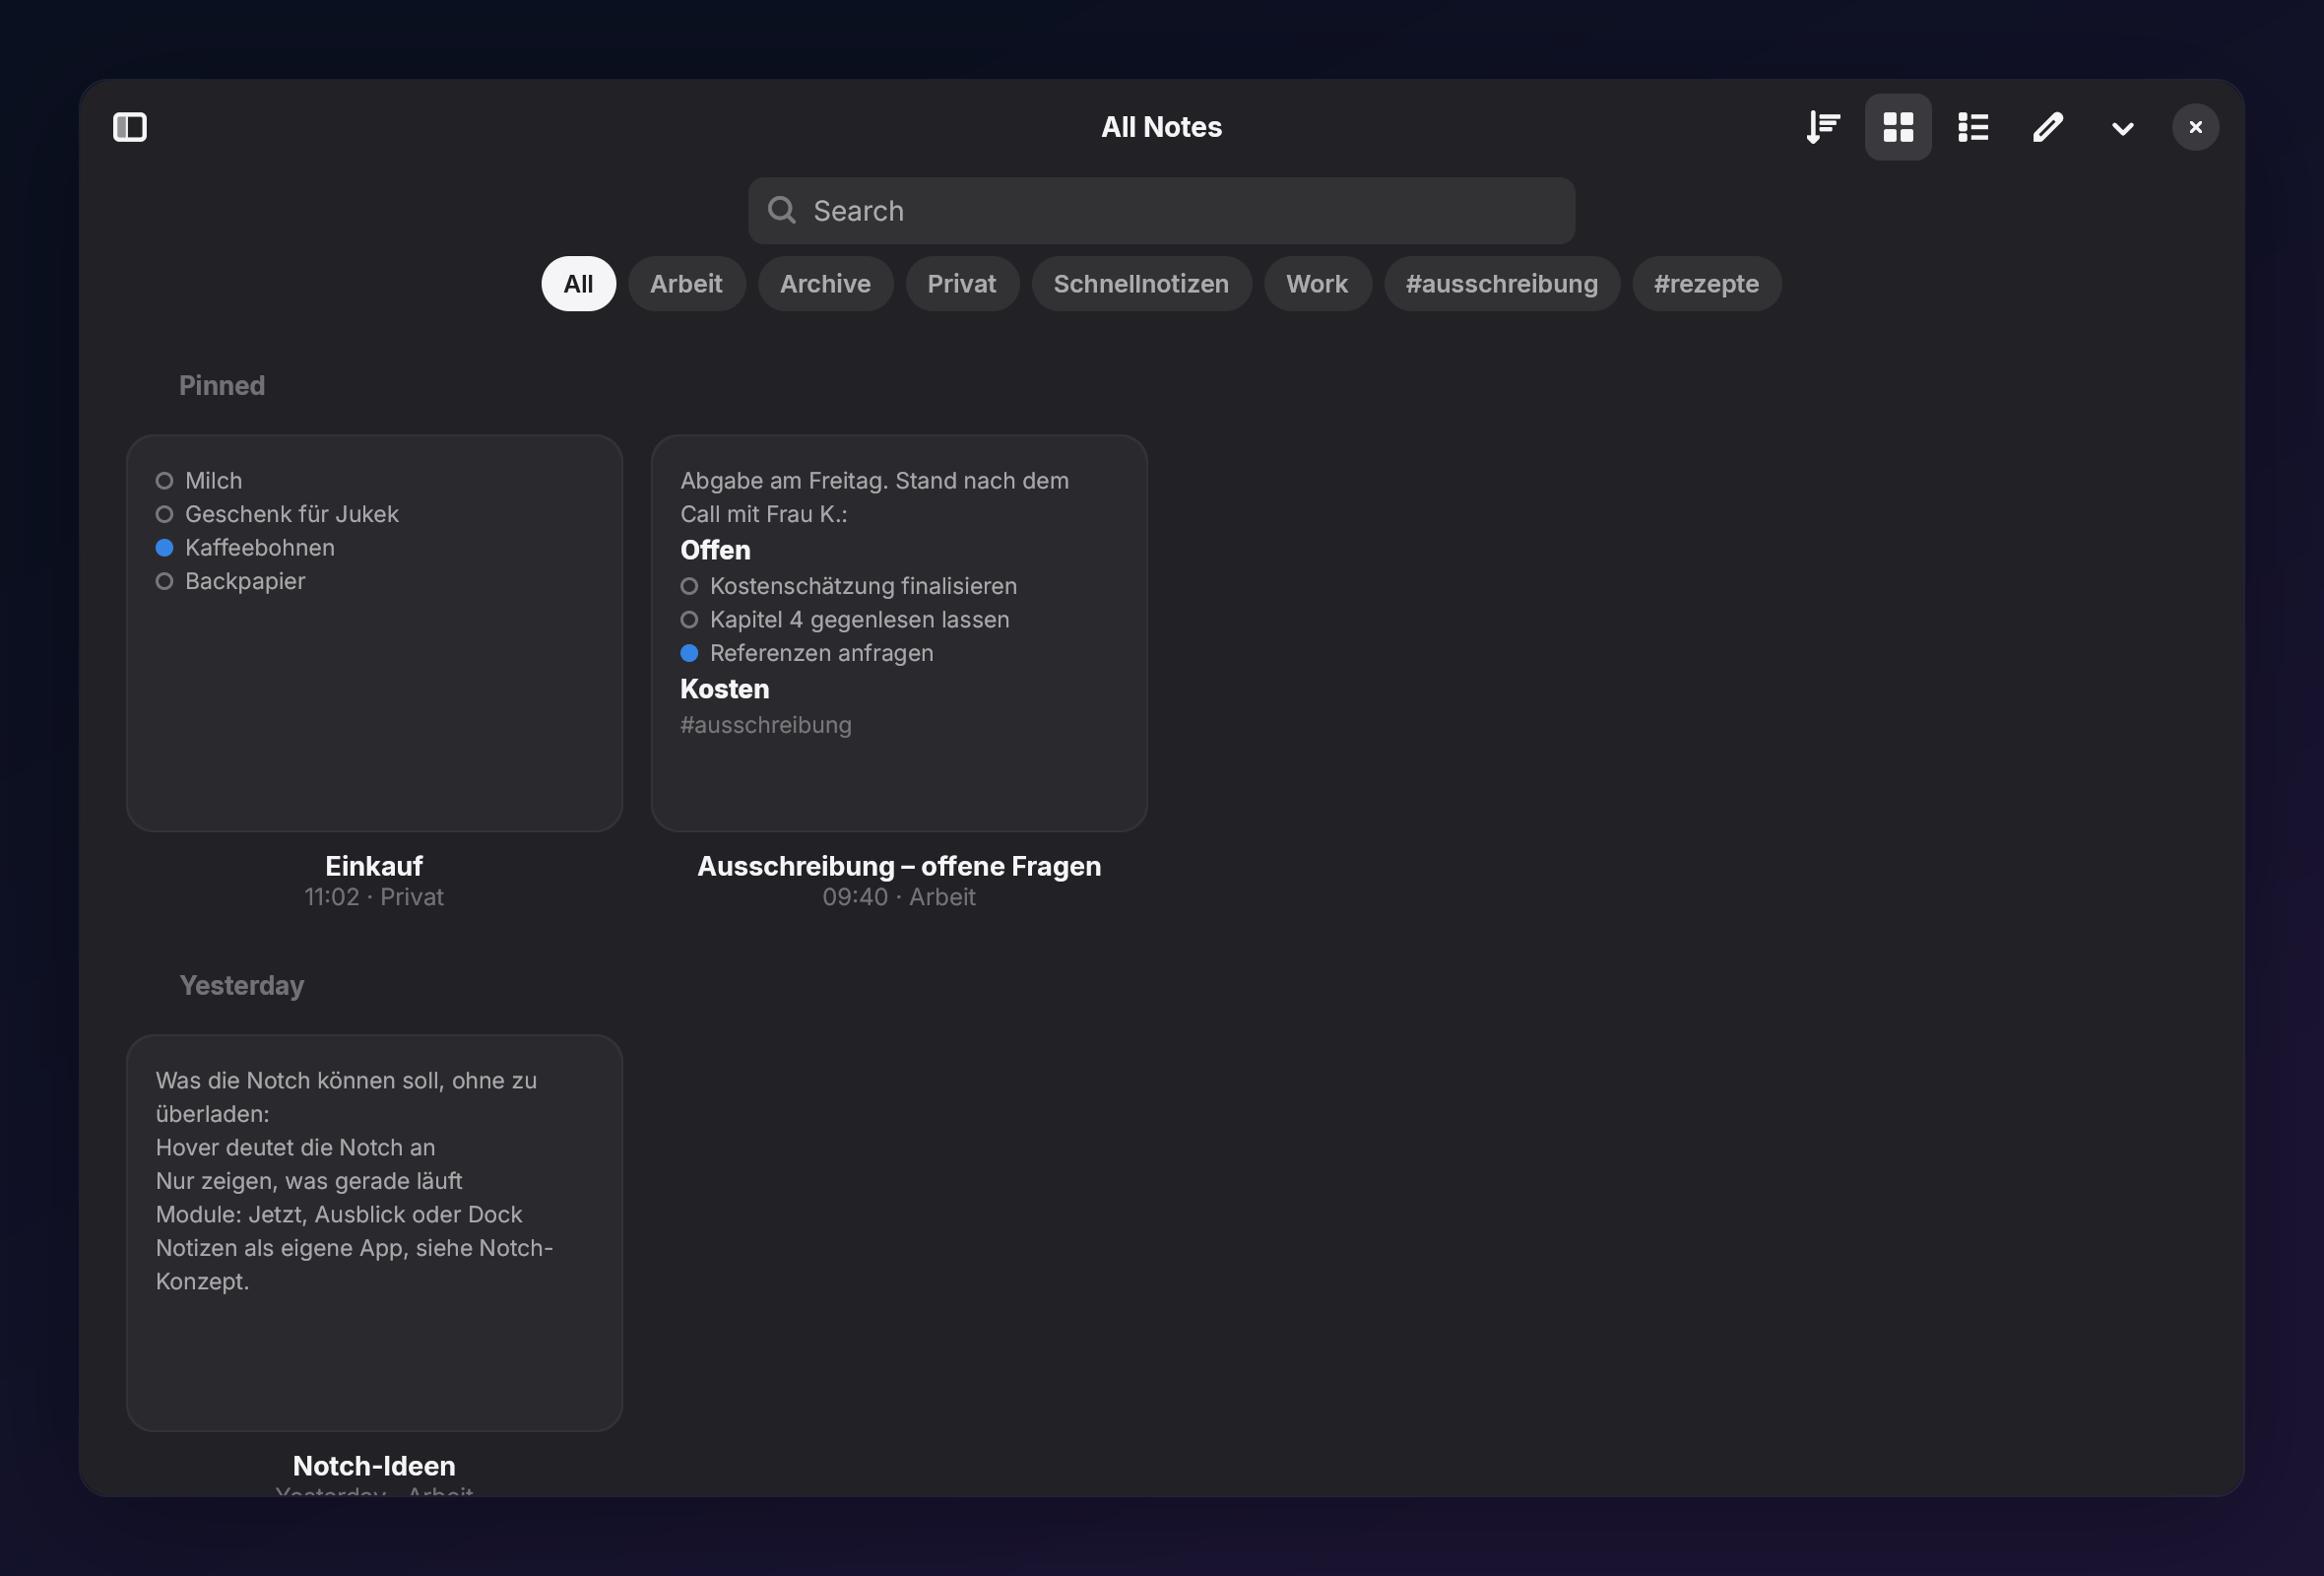 All Notes
Search
All
Arbeit
Archive
Privat
Schnellnotizen
Work
#ausschreibung
#rezepte
Pinned
Milch
Geschenk für Jukek
Kaffeebohnen
Backpapier
Einkauf
11:02 · Privat
Abgabe am Freitag. Stand nach dem
Call mit Frau K.:
Offen
Kostenschätzung finalisieren
Kapitel 4 gegenlesen lassen
Referenzen anfragen
Kosten
#ausschreibung
Ausschreibung – offene Fragen
09:40 · Arbeit
Yesterday
Was die Notch können soll, ohne zu
überladen:
Hover deutet die Notch an
Nur zeigen, was gerade läuft
Module: Jetzt, Ausblick oder Dock
Notizen als eigene App, siehe Notch-
Konzept.
Notch-Ideen
Yesterday · Arbeit